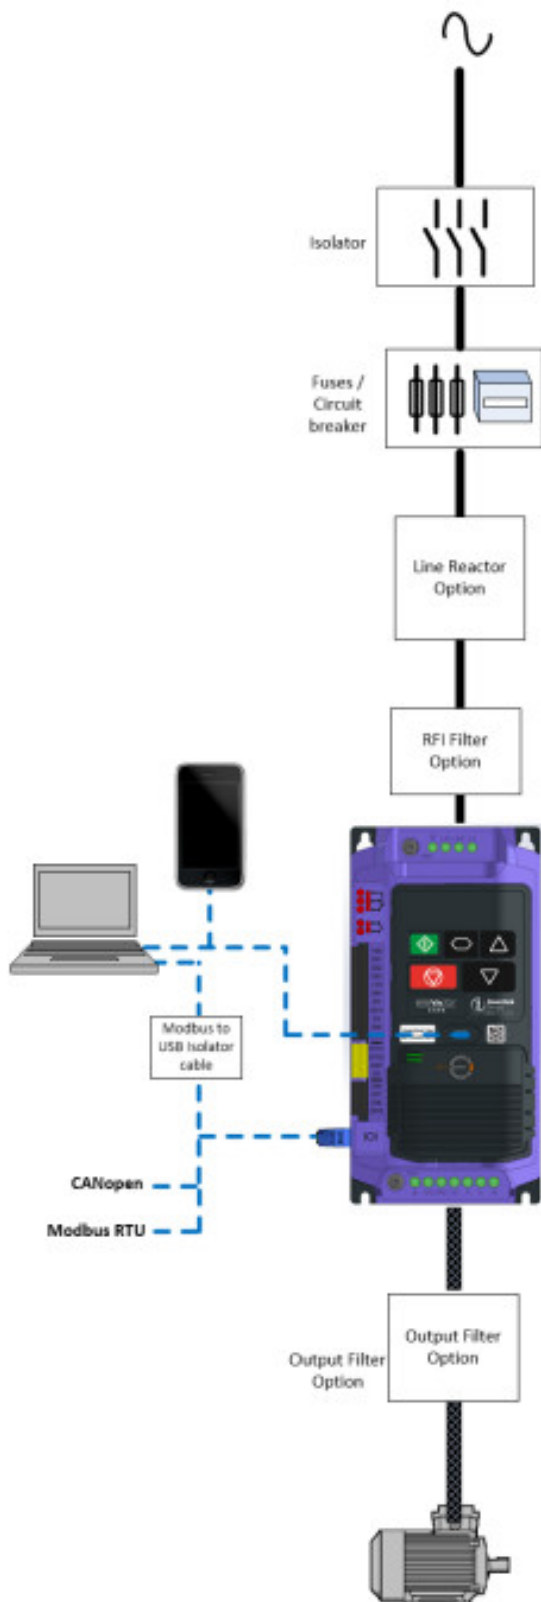 Isolator
Fuses /
Circuit
breaker
Line Reactor
Option
RFI Filter
Option
Modbus to
USB Isolator
cable
CANopen
Modbus RTU
Output Filter
Option
Output Filter
Option